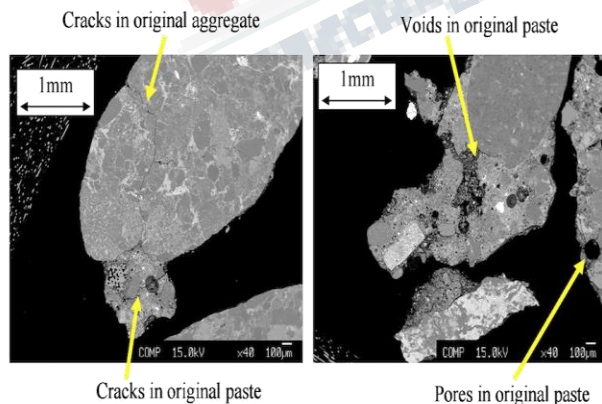 Cracks in original aggregate
Voids in original paste
1mm
1mm
COMP 15.0kV ×40 100μm
COMP 15.0kV ×40 100μm
Cracks in original paste
Pores in original paste